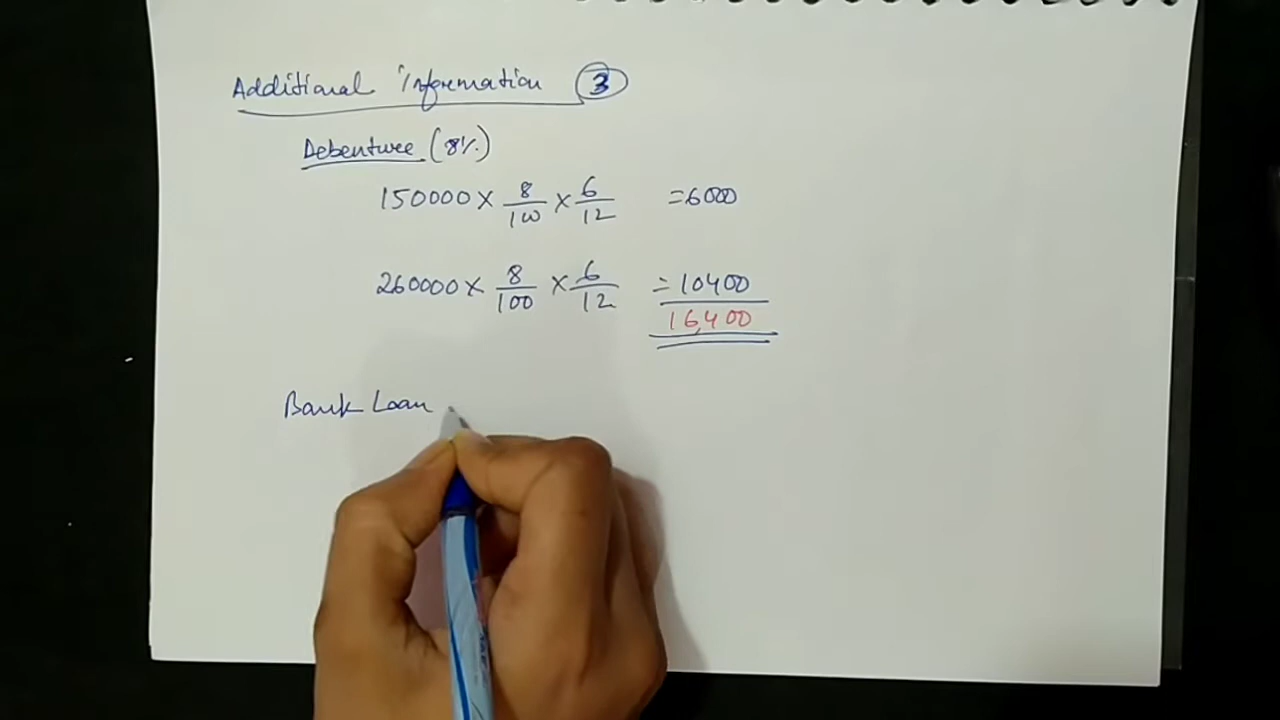 Additional Information 3
Debenture (8%)
150000 × 8/100 × 6/12 = 6000
260000 × 8/100 × 6/12 = 10400
16,400
Bank Loan